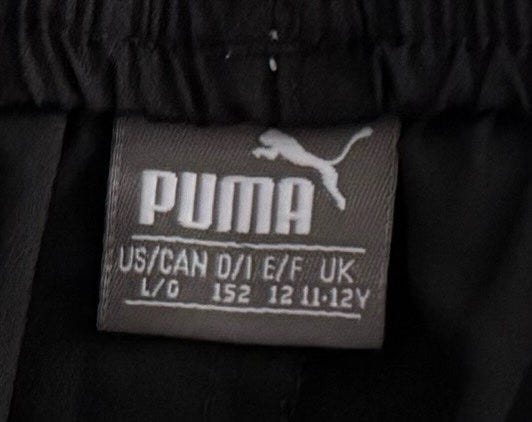 PUMA
US/CAN D/I E/F UK
L/G 152 12 11-12Y